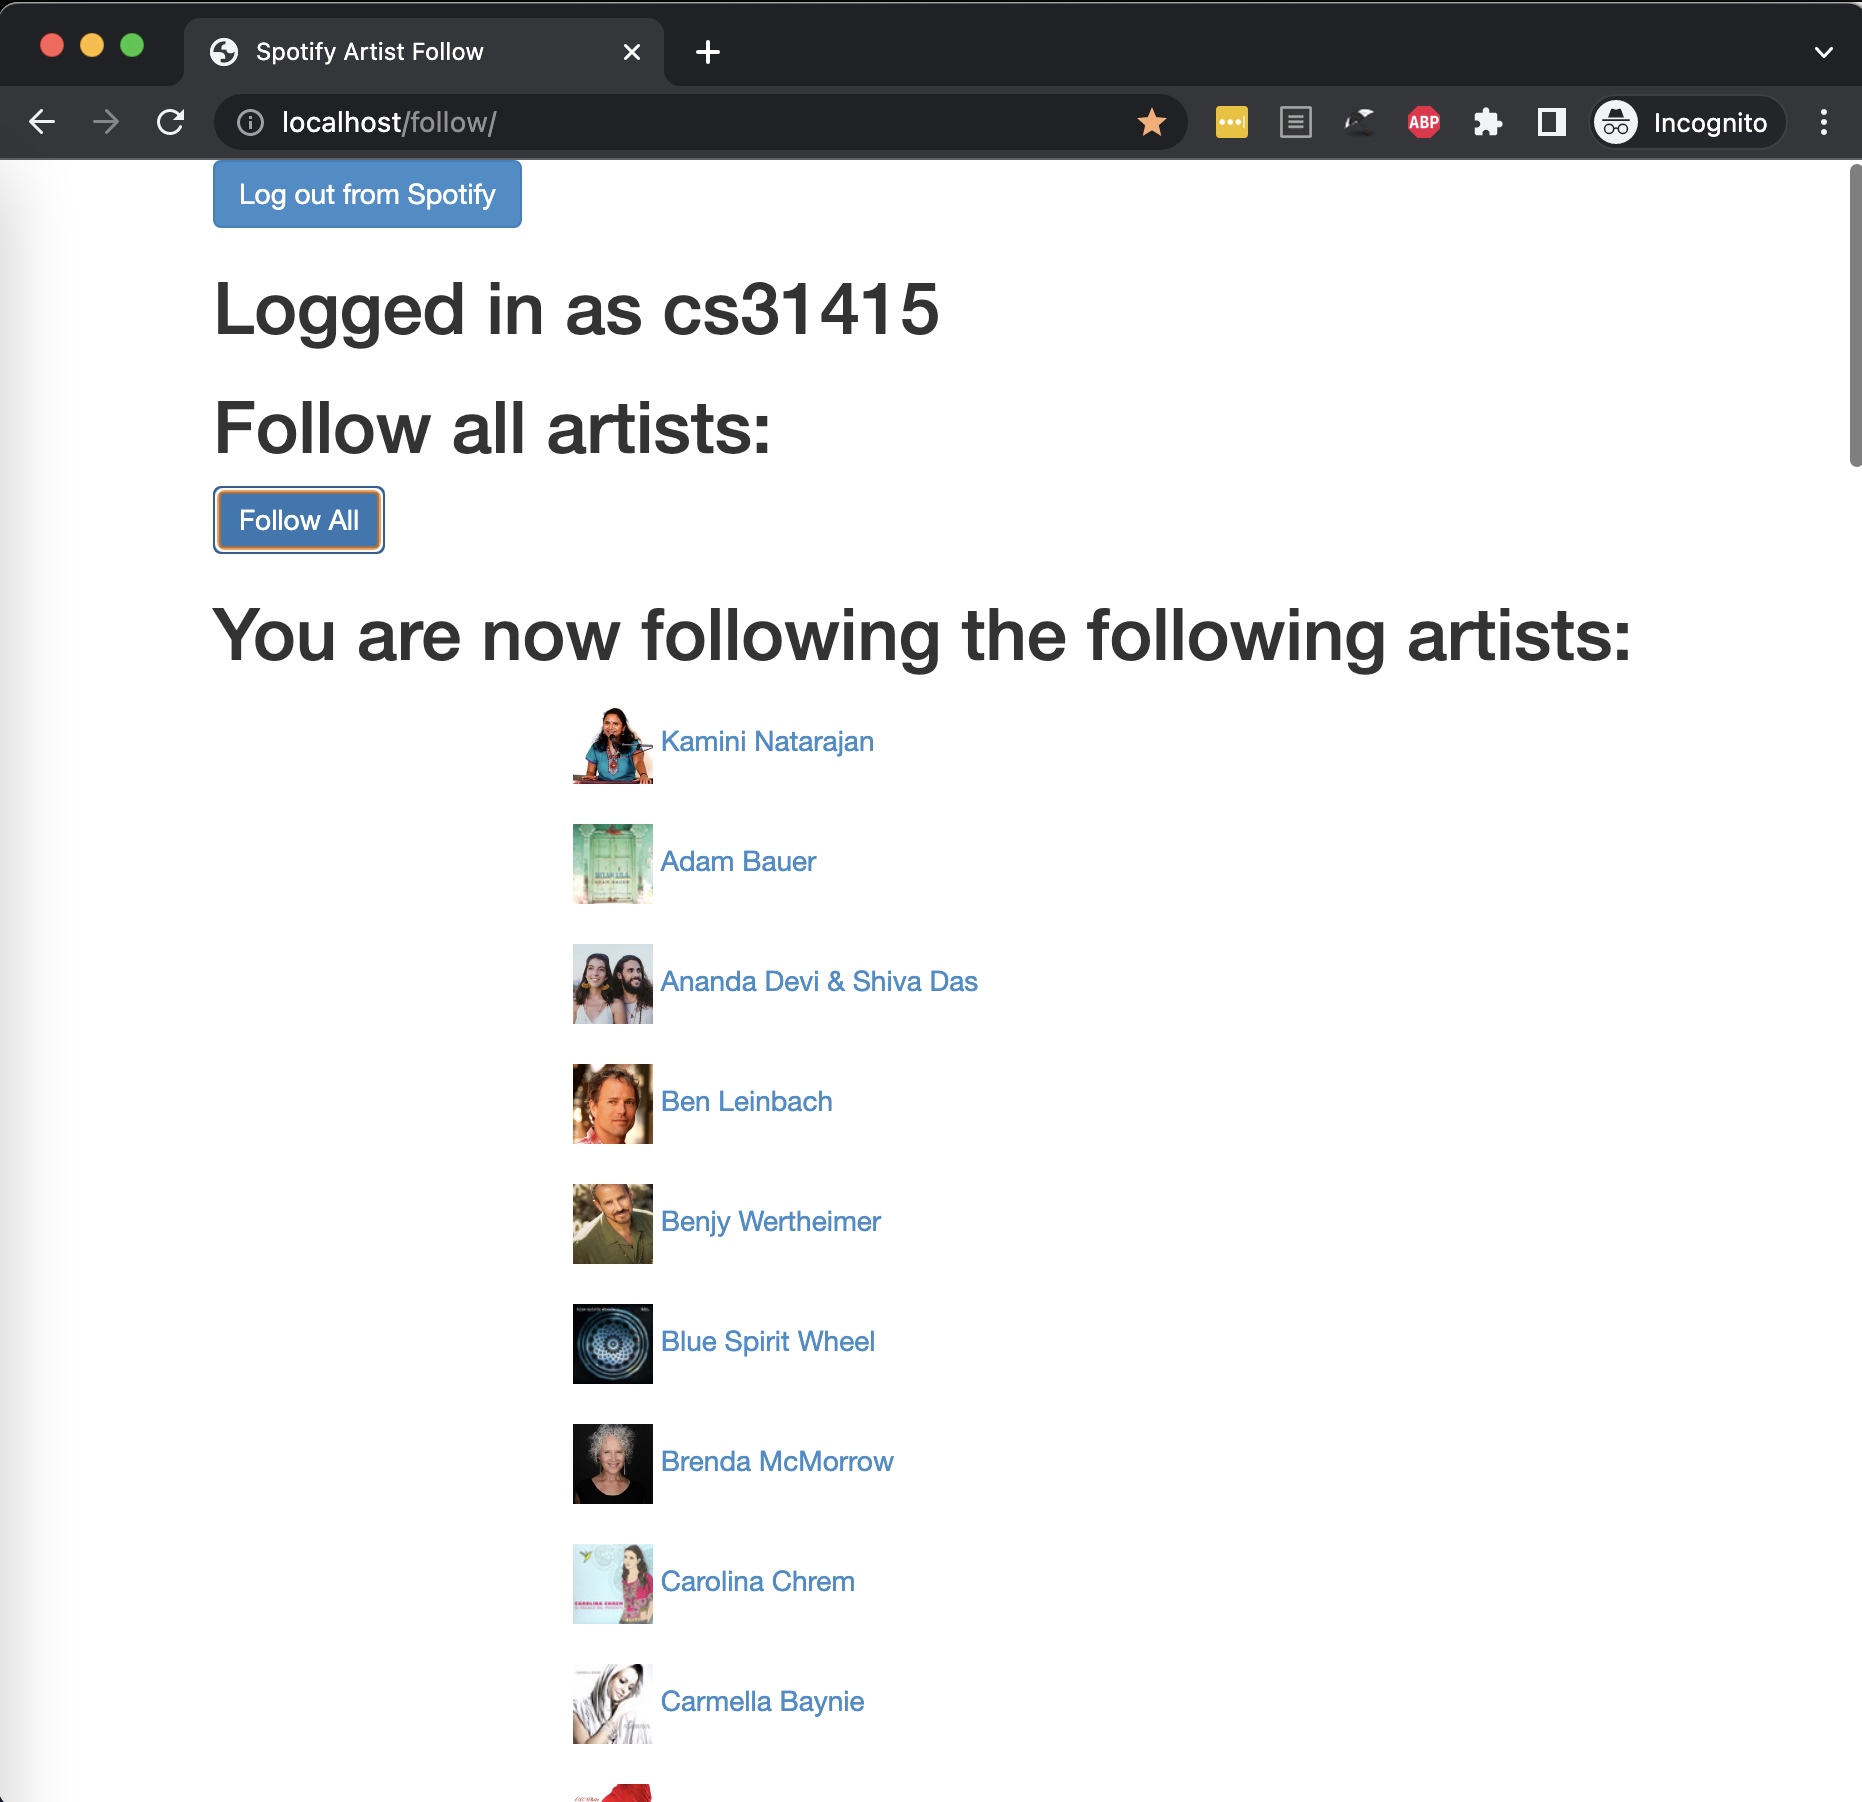 Spotify Artist Follow
localhost/follow/
ABP
Incognito
Log out from Spotify
Logged in as cs31415
Follow all artists:
Follow All
You are now following the following artists:
Kamini Natarajan
Adam Bauer
Ananda Devi & Shiva Das
Ben Leinbach
Benjy Wertheimer
Blue Spirit Wheel
Brenda McMorrow
Carolina Chrem
CAROLINA CHREM
Carmella Baynie